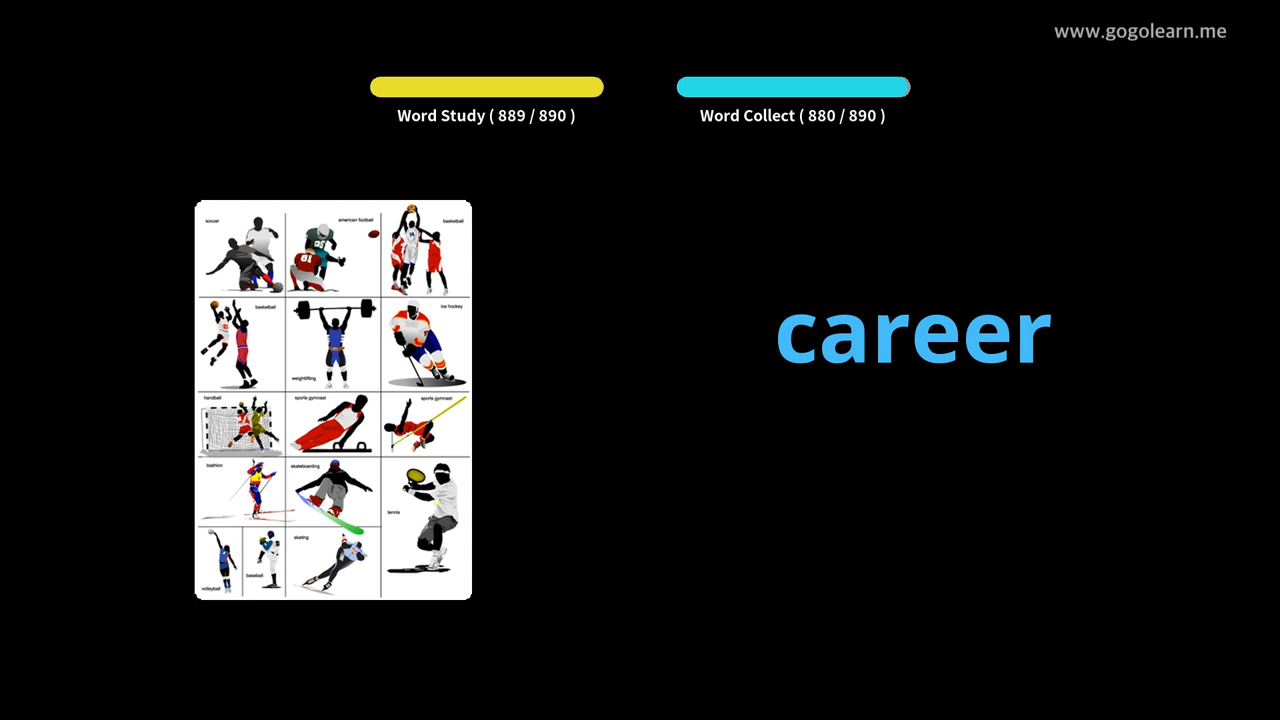 www.gogolearn.me
Word Study ( 889 / 890 )
Word Collect ( 880 / 890 )
soccer
american football
basketball
basketball
weightlifting
ice hockey
handball
sports gymnast
sports gymnast
biathlon
skateboarding
tennis
volleyball
baseball
skating
81
career